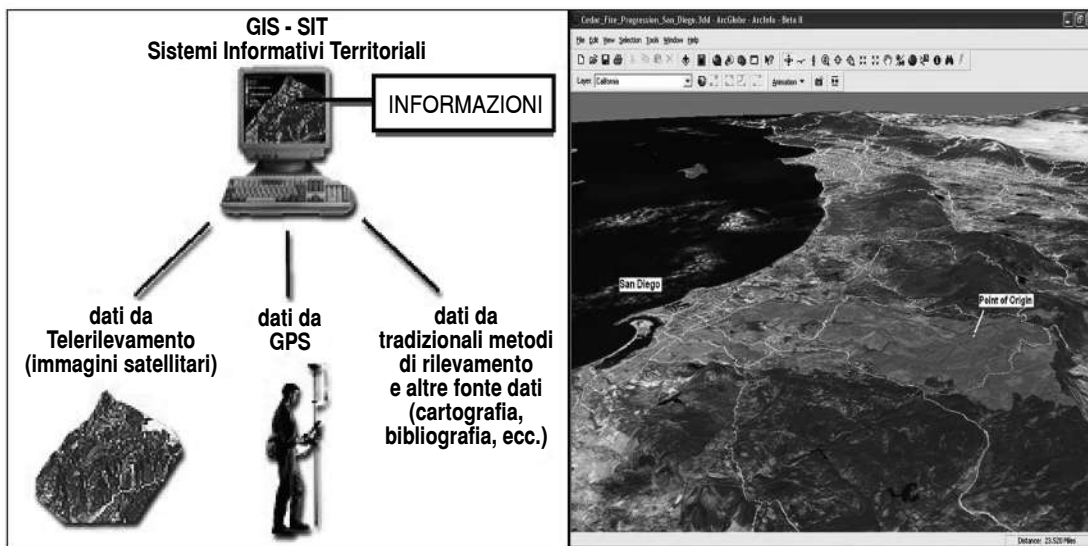 GIS - SIT
Sistemi Informativi Territoriali
INFORMAZIONI
dati da
Telerilevamento
(immagini satellitari)
dati da
GPS
dati da
tradizionali metodi
di rilevamento
e altre fonte dati
(cartografia,
bibliografia, ecc.)
Cedar_Fire_Progression_San_Diego.3dd - ArcGlobe - ArcInfo - Beta II
File Edit View Selection Tools Window Help
Layer: California
Animation
San Diego
Point of Origin
Distance: 23.520 Miles